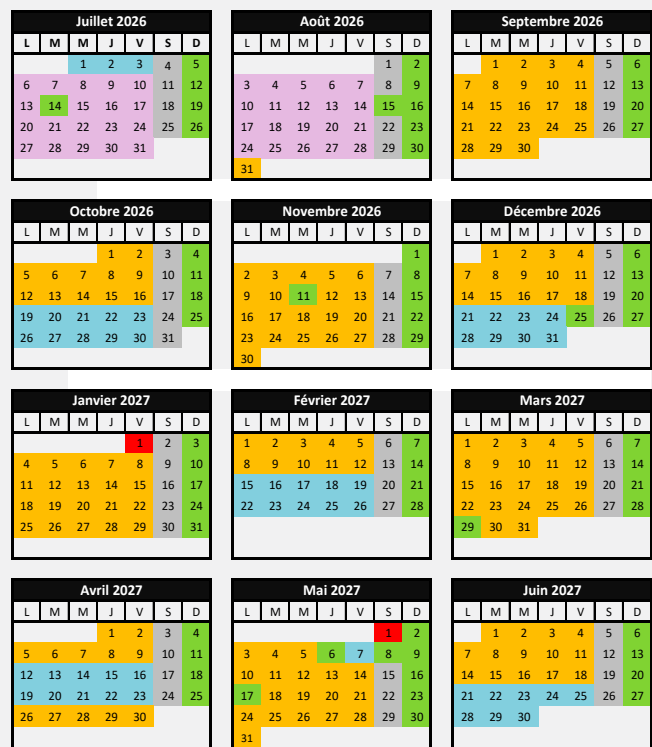 Juillet 2026
L M M J V S D
1 2 3 4 5
6 7 8 9 10 11 12
13 14 15 16 17 18 19
20 21 22 23 24 25 26
27 28 29 30 31
Août 2026
L M M J V S D
1 2
3 4 5 6 7 8 9
10 11 12 13 14 15 16
17 18 19 20 21 22 23
24 25 26 27 28 29 30
31
Septembre 2026
L M M J V S D
1 2 3 4 5 6
7 8 9 10 11 12 13
14 15 16 17 18 19 20
21 22 23 24 25 26 27
28 29 30
Octobre 2026
L M M J V S D
1 2 3 4
5 6 7 8 9 10 11
12 13 14 15 16 17 18
19 20 21 22 23 24 25
26 27 28 29 30 31
Novembre 2026
L M M J V S D
1
2 3 4 5 6 7 8
9 10 11 12 13 14 15
16 17 18 19 20 21 22
23 24 25 26 27 28 29
30
Décembre 2026
L M M J V S D
1 2 3 4 5 6
7 8 9 10 11 12 13
14 15 16 17 18 19 20
21 22 23 24 25 26 27
28 29 30 31
Janvier 2027
L M M J V S D
1 2 3
4 5 6 7 8 9 10
11 12 13 14 15 16 17
18 19 20 21 22 23 24
25 26 27 28 29 30 31
Février 2027
L M M J V S D
1 2 3 4 5 6 7
8 9 10 11 12 13 14
15 16 17 18 19 20 21
22 23 24 25 26 27 28
Mars 2027
L M M J V S D
1 2 3 4 5 6 7
8 9 10 11 12 13 14
15 16 17 18 19 20 21
22 23 24 25 26 27 28
29 30 31
Avril 2027
L M M J V S D
1 2 3 4
5 6 7 8 9 10 11
12 13 14 15 16 17 18
19 20 21 22 23 24 25
26 27 28 29 30
Mai 2027
L M M J V S D
1 2
3 4 5 6 7 8 9
10 11 12 13 14 15 16
17 18 19 20 21 22 23
24 25 26 27 28 29 30
31
Juin 2027
L M M J V S D
1 2 3 4 5 6
7 8 9 10 11 12 13
14 15 16 17 18 19 20
21 22 23 24 25 26 27
28 29 30